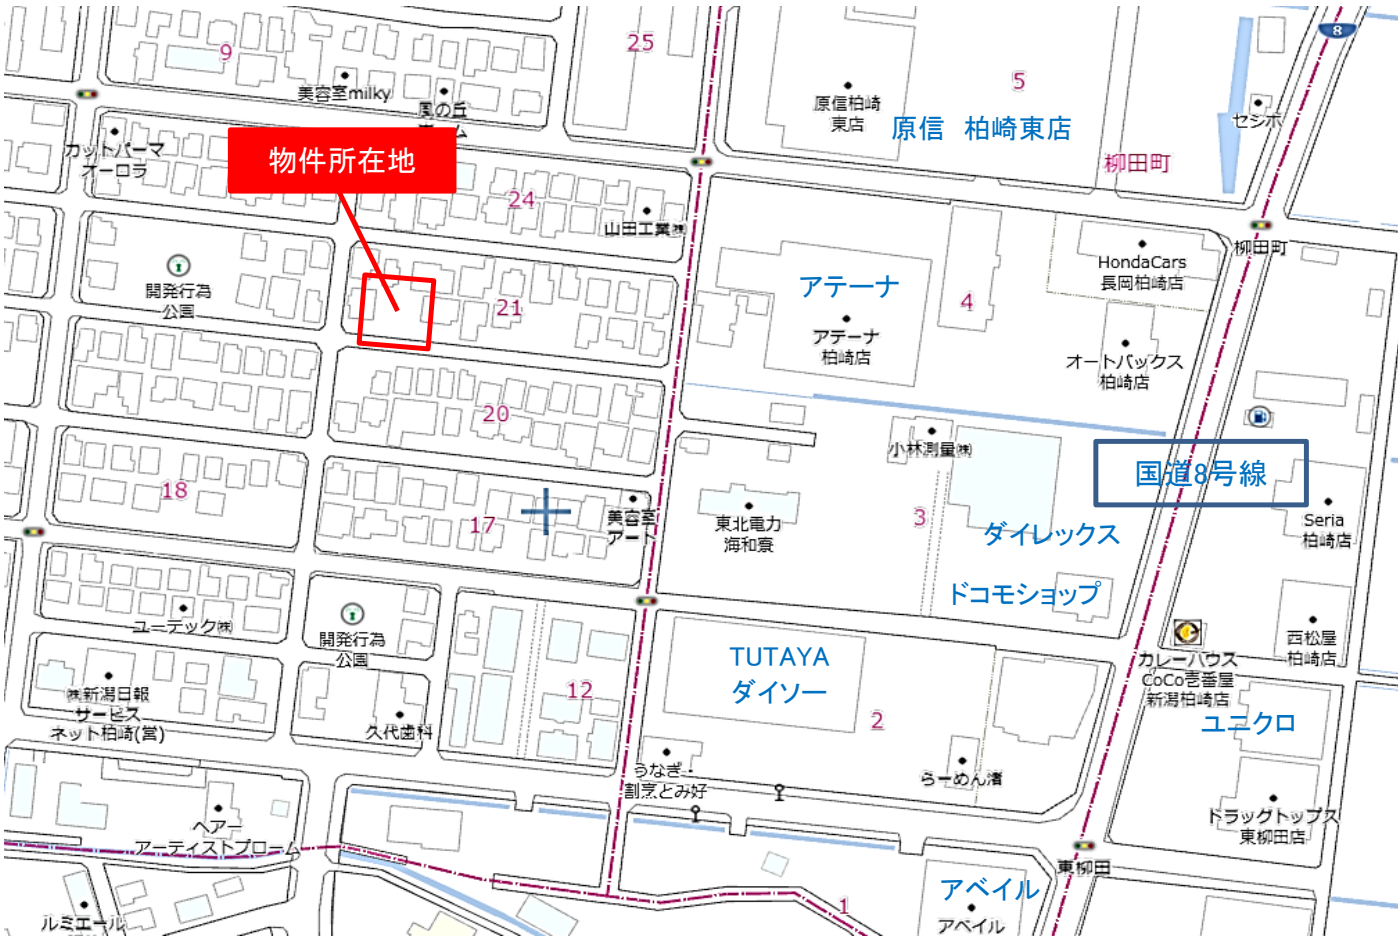 25
9
8
5
美容室milky
風の丘
原信柏崎
東店
原信 柏崎東店
セシボ
カットパーマ
オーロラ
物件所在地
柳田町
24
山田工業㈱
柳田町
HondaCars
長岡柏崎店
開発行為
公園
アテーナ
4
21
アテーナ
柏崎店
オートバックス
柏崎店
20
小林測量㈱
国道8号線
18
17
美容室
アート
東北電力
海和寮
3
Seria
柏崎店
ダイレックス
ドコモショップ
ユーテック㈱
開発行為
公園
西松屋
柏崎店
TUTAYA
ダイソー
カレーハウス
CoCo壱番屋
新潟柏崎店
㈱新潟日報
サービス
ネット柏崎(営)
12
久代歯科
2
ユニクロ
うなぎ・
割烹とみ好
らーめん渚
ドラッグトップス
東柳田店
ヘアー
アーティストプローム
東柳田
アベイル
1
アベイル
ルミエール